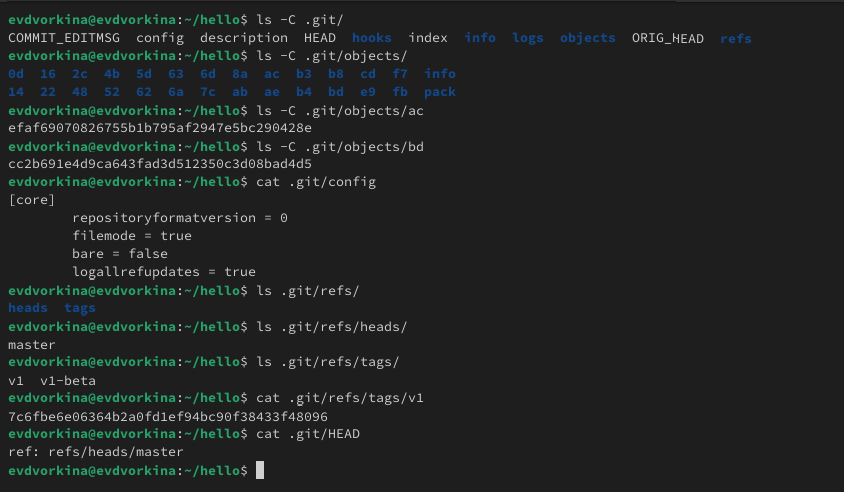 evdvorkina@evdvorkina:~/hello$ ls -C .git/
COMMIT_EDITMSG  config  description  HEAD  hooks  index  info  logs  objects  ORIG_HEAD  refs
evdvorkina@evdvorkina:~/hello$ ls -C .git/objects/
0d  16  2c  4b  5d  63  6d  8a  ac  b3  b8  cd  f7  info
14  22  48  52  62  6a  7c  ab  ae  b4  bd  e9  fb  pack
evdvorkina@evdvorkina:~/hello$ ls -C .git/objects/ac
efaf69070826755b1b795af2947e5bc290428e
evdvorkina@evdvorkina:~/hello$ ls -C .git/objects/bd
cc2b691e4d9ca643fad3d512350c3d08bad4d5
evdvorkina@evdvorkina:~/hello$ cat .git/config
[core]
        repositoryformatversion = 0
        filemode = true
        bare = false
        logallrefupdates = true
evdvorkina@evdvorkina:~/hello$ ls .git/refs/
heads  tags
evdvorkina@evdvorkina:~/hello$ ls .git/refs/heads/
master
evdvorkina@evdvorkina:~/hello$ ls .git/refs/tags/
v1  v1-beta
evdvorkina@evdvorkina:~/hello$ cat .git/refs/tags/v1
7c6fbe6e06364b2a0fd1ef94bc90f38433f48096
evdvorkina@evdvorkina:~/hello$ cat .git/HEAD
ref: refs/heads/master
evdvorkina@evdvorkina:~/hello$